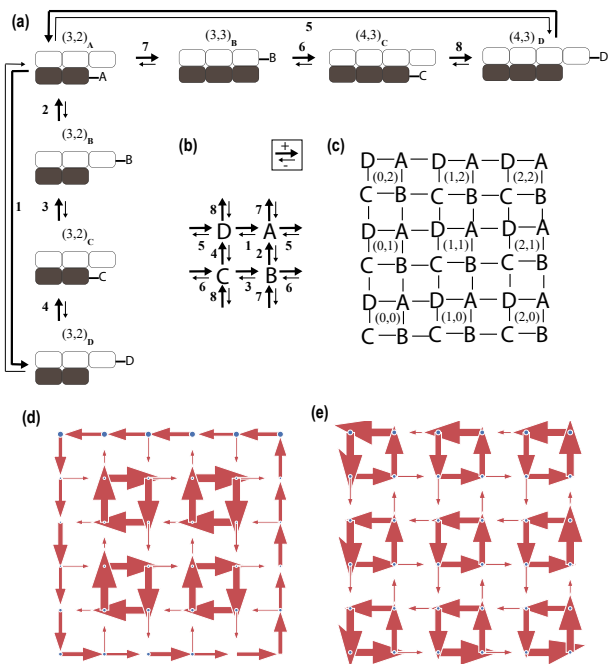 (a)
5
(3,2)A 7 (3,3)B 6 (4,3)C 8 (4,3)D
A B C D
2
(3,2)B
B
3
1
(3,2)C
C
4
(3,2)D
D
(b)
+
-
8 7
5 D 1 A 5
4 2
6 C 3 B 6
8 7
(c)
D A D A D A
(0,2) (1,2) (2,2)
C B C B C B
D A D A D A
(0,1) (1,1) (2,1)
C B C B C B
D A D A D A
(0,0) (1,0) (2,0)
C B C B C B
(d)
(e)